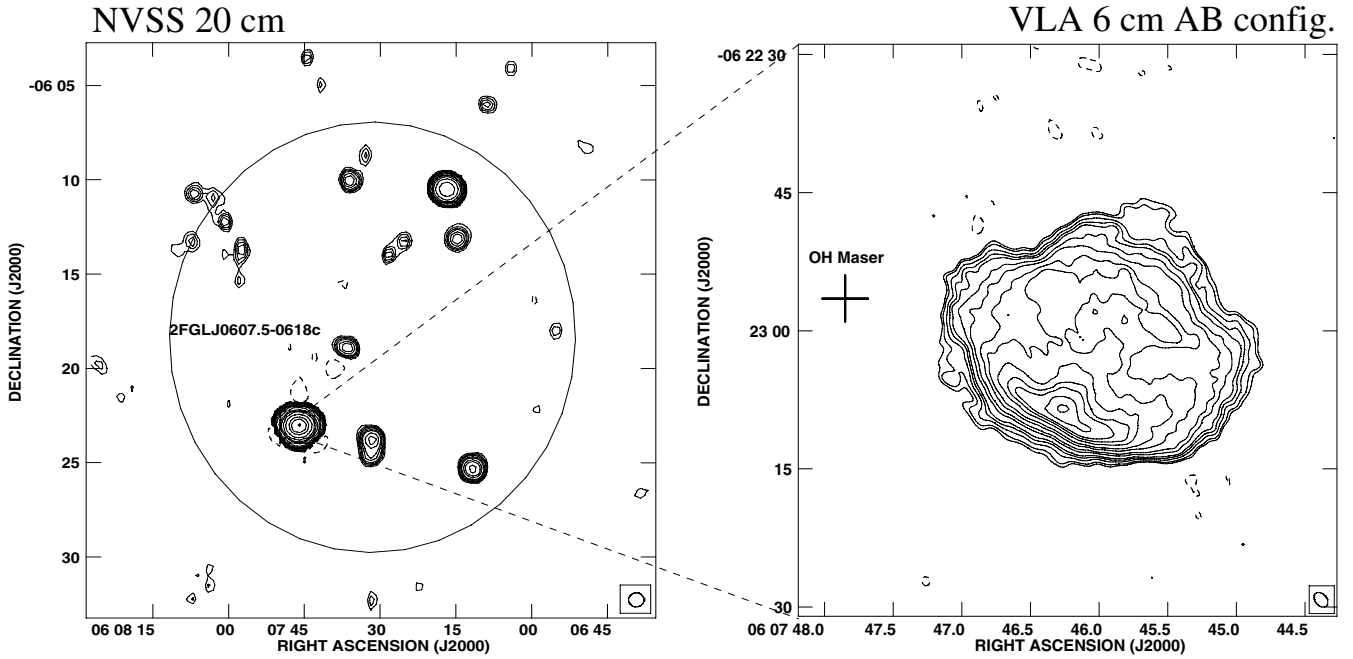 NVSS 20 cm
VLA 6 cm AB config.
DECLINATION (J2000)
-06 05
10
15
20
25
30
2FGLJ0607.5-0618c
06 08 15
00
07 45
30
15
00
06 45
RIGHT ASCENSION (J2000)
DECLINATION (J2000)
-06 22 30
45
23 00
15
30
OH Maser
06 07 48.0
47.5
47.0
46.5
46.0
45.5
45.0
44.5
RIGHT ASCENSION (J2000)